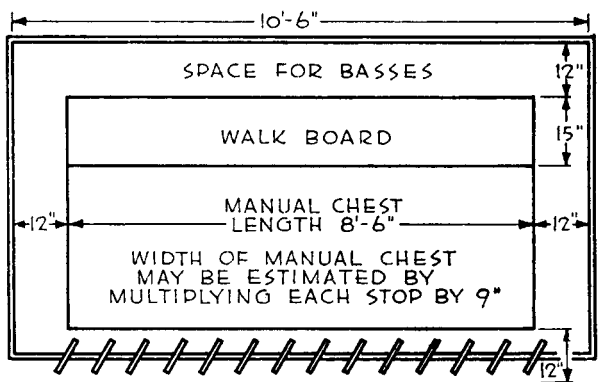 10'-6"
SPACE FOR BASSES
12"
WALK BOARD
15"
MANUAL CHEST
12"
LENGTH 8'-6"
12"
WIDTH OF MANUAL CHEST
MAY BE ESTIMATED BY
MULTIPLYING EACH STOP BY 9"
12"